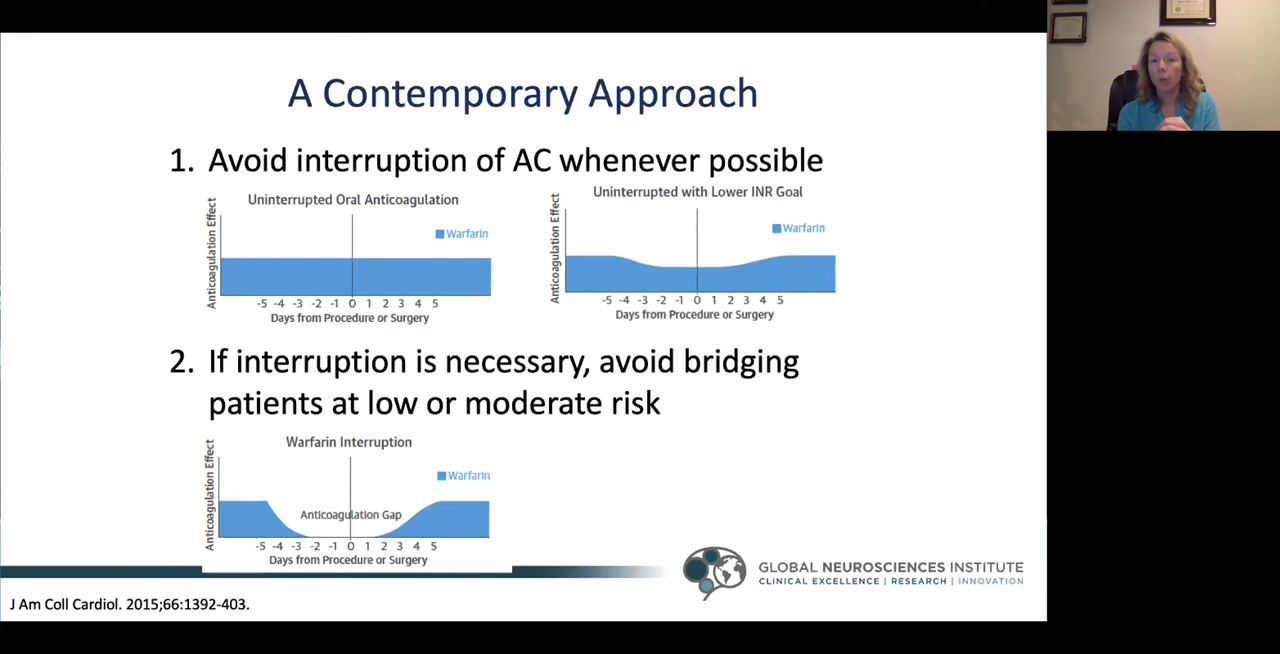 A Contemporary Approach
1. Avoid interruption of AC whenever possible
Uninterrupted Oral Anticoagulation
Warfarin
Anticoagulation Effect
-5 -4 -3 -2 -1 0 1 2 3 4 5
Days from Procedure or Surgery
Uninterrupted with Lower INR Goal
Warfarin
Anticoagulation Effect
-5 -4 -3 -2 -1 0 1 2 3 4 5
Days from Procedure or Surgery
2. If interruption is necessary, avoid bridging
patients at low or moderate risk
Warfarin Interruption
Warfarin
Anticoagulation Effect
Anticoagulation Gap
-5 -4 -3 -2 -1 0 1 2 3 4 5
Days from Procedure or Surgery
GLOBAL NEUROSCIENCES INSTITUTE
CLINICAL EXCELLENCE | RESEARCH | INNOVATION
J Am Coll Cardiol. 2015;66:1392-403.